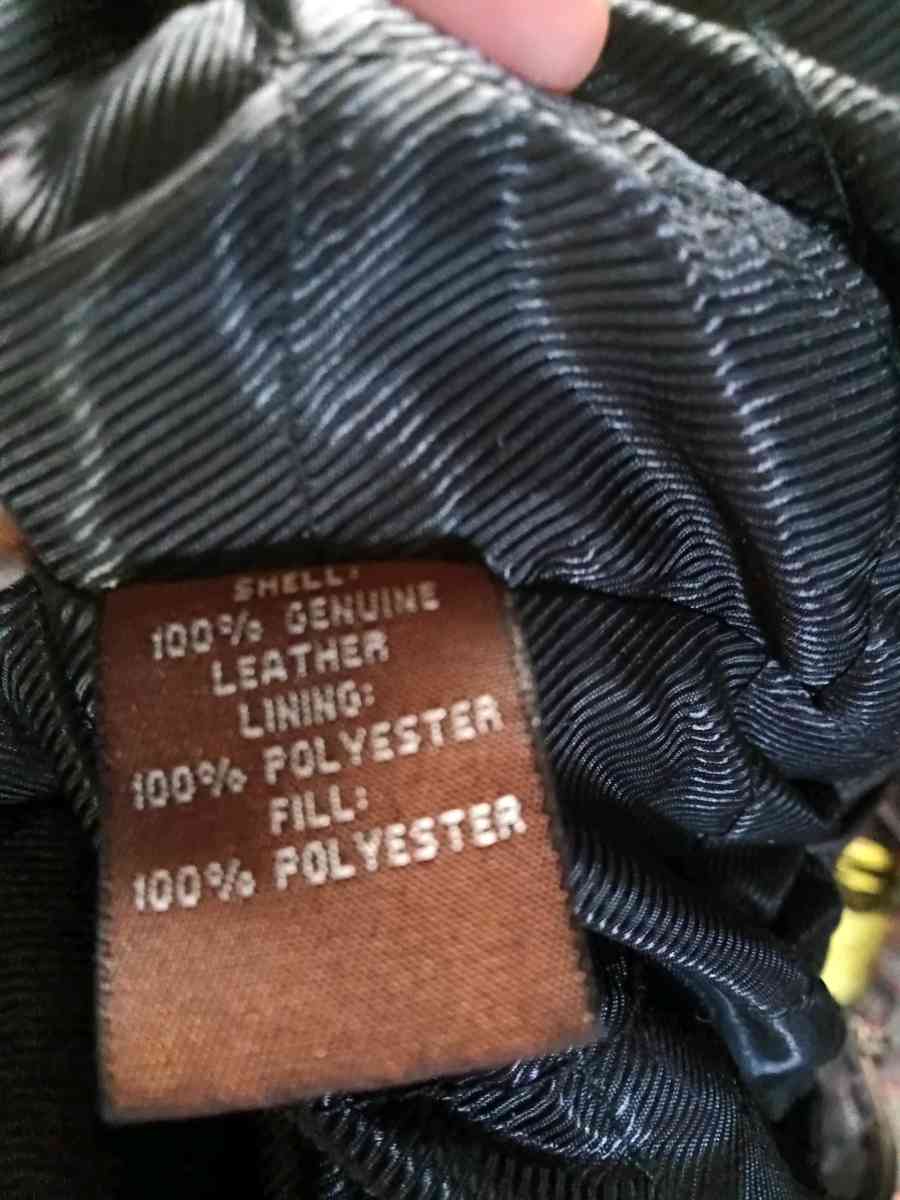 SHELL:
100% GENUINE
LEATHER
LINING:
100% POLYESTER
FILL:
100% POLYESTER